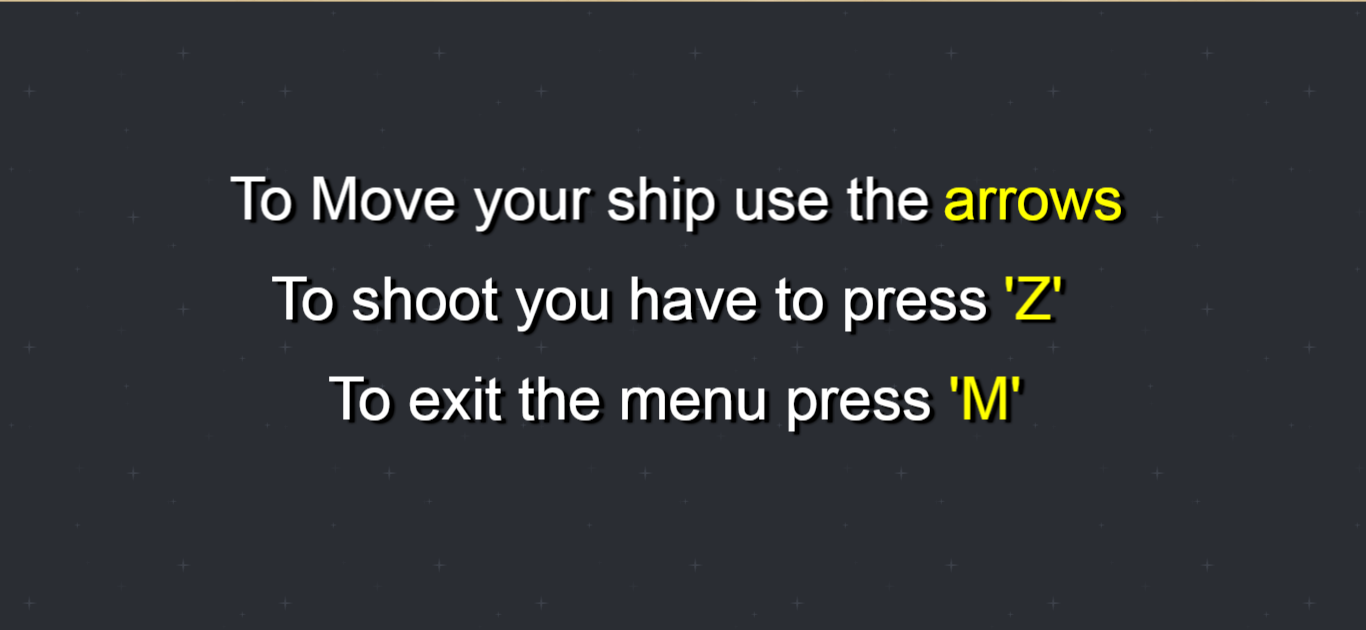 To Move your ship use the arrows
To shoot you have to press 'Z'
To exit the menu press 'M'